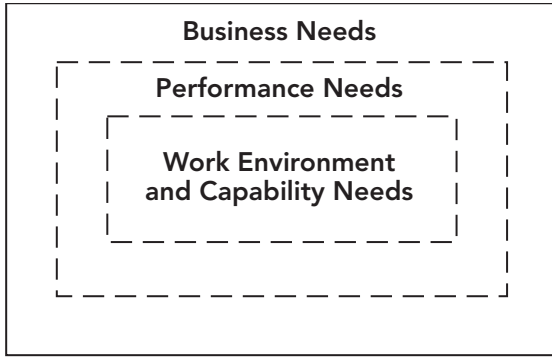 Business Needs
Performance Needs
Work Environment
and Capability Needs